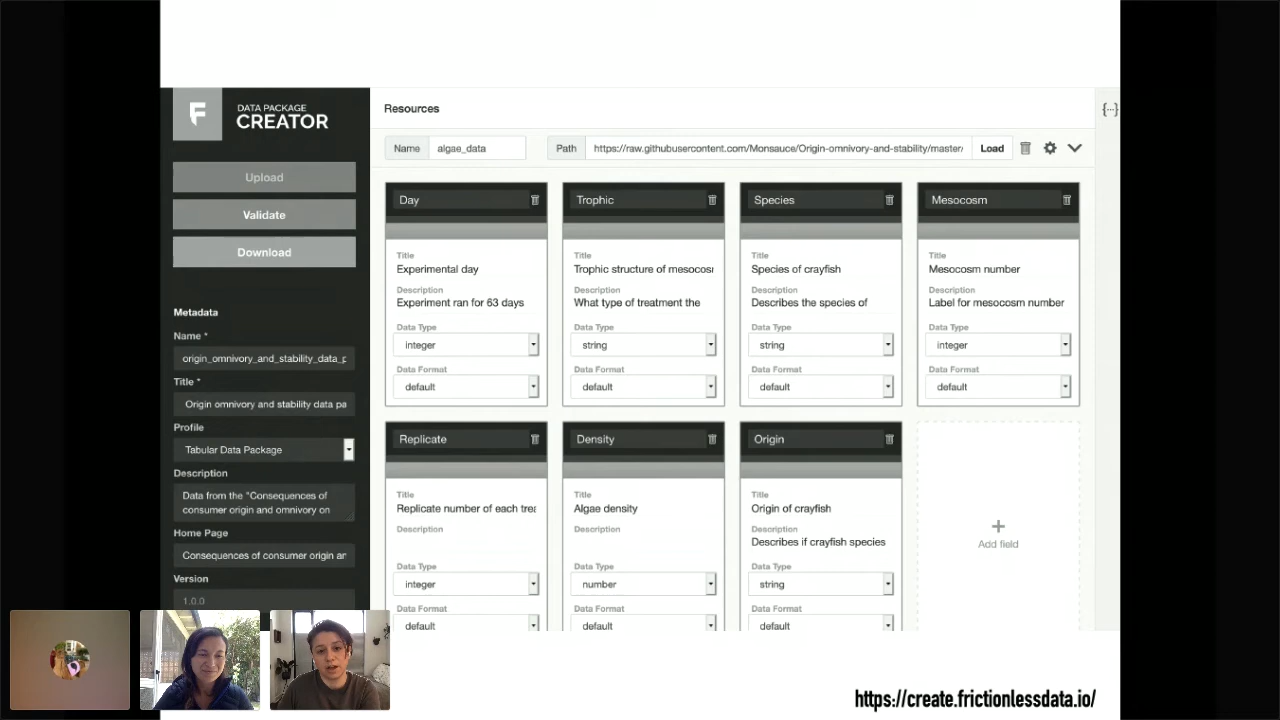 DATA PACKAGE
CREATOR
Upload
Validate
Download
Metadata
Name *
origin_omnivory_and_stability_data_p
Title *
Origin omnivory and stability data pa
Profile
Tabular Data Package
Description
Data from the "Consequences of
consumer origin and omnivory on
Home Page
Consequences of consumer origin an
Version
1.0.0
Resources
{···}
Name algae_data Path https://raw.githubusercontent.com/Monsauce/Origin-omnivory-and-stability/master/ Load
Day
Title
Experimental day
Description
Experiment ran for 63 days
Data Type
integer
Data Format
default
Trophic
Title
Trophic structure of mesocosm
Description
What type of treatment the
Data Type
string
Data Format
default
Species
Title
Species of crayfish
Description
Describes the species of
Data Type
string
Data Format
default
Mesocosm
Title
Mesocosm number
Description
Label for mesocosm number
Data Type
integer
Data Format
default
Replicate
Title
Replicate number of each trea
Description
Data Type
integer
Data Format
default
Density
Title
Algae density
Description
Data Type
number
Data Format
default
Origin
Title
Origin of crayfish
Description
Describes if crayfish species
Data Type
string
Data Format
default
+
Add field
https://create.frictionlessdata.io/